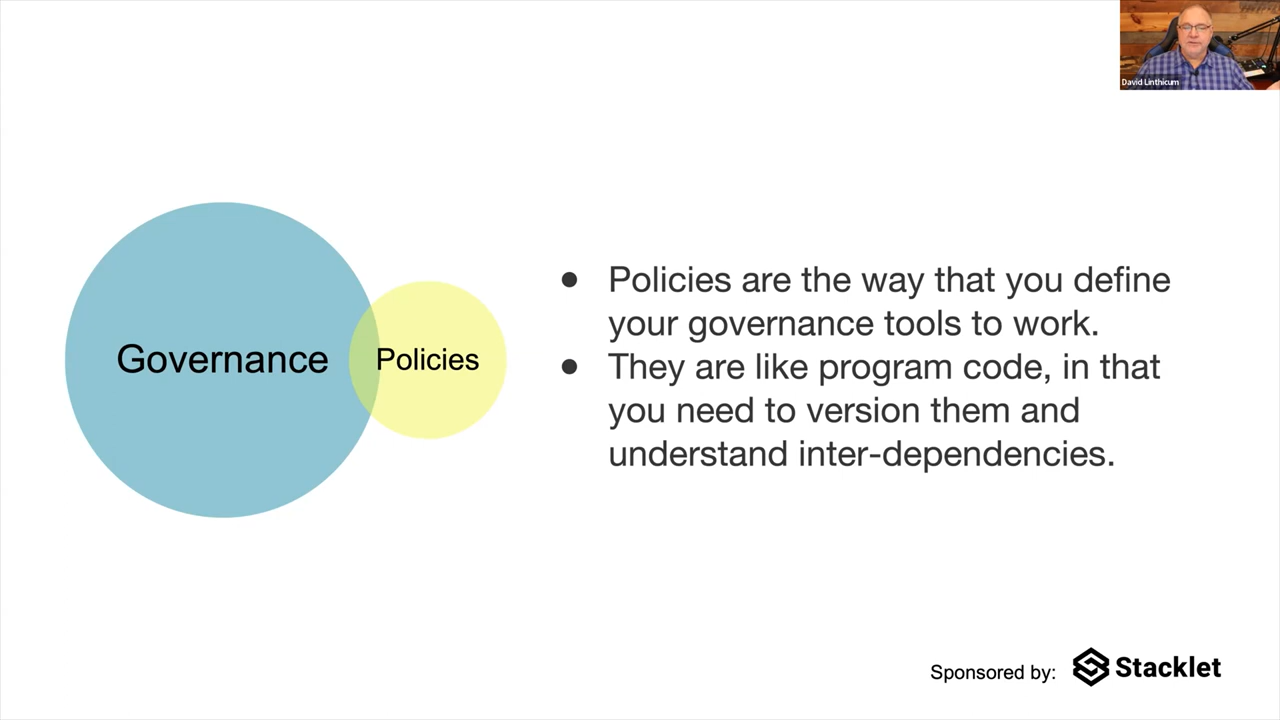 David Linthicum
Governance
Policies
● Policies are the way that you define
your governance tools to work.
● They are like program code, in that
you need to version them and
understand inter-dependencies.
Sponsored by: Stacklet